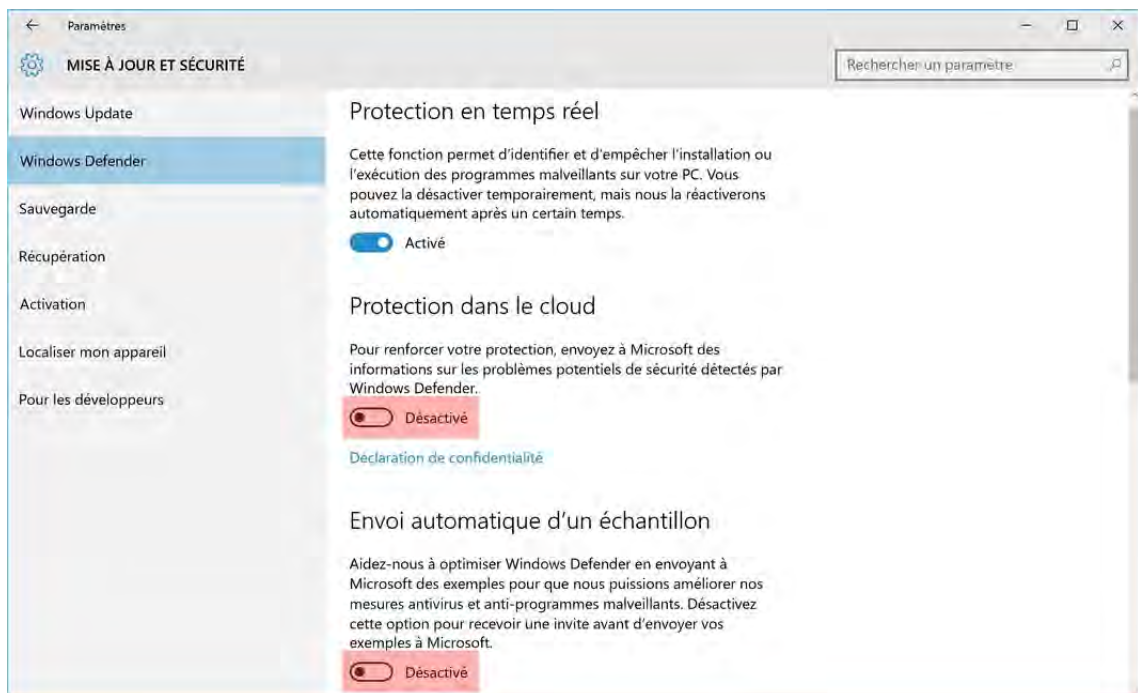 Paramètres
MISE À JOUR ET SÉCURITÉ
Rechercher un paramètre
Windows Update
Windows Defender
Sauvegarde
Récupération
Activation
Localiser mon appareil
Pour les développeurs
Protection en temps réel
Cette fonction permet d'identifier et d'empêcher l'installation ou
l'exécution des programmes malveillants sur votre PC. Vous
pouvez la désactiver temporairement, mais nous la réactiverons
automatiquement après un certain temps.
Activé
Protection dans le cloud
Pour renforcer votre protection, envoyez à Microsoft des
informations sur les problèmes potentiels de sécurité détectés par
Windows Defender.
Désactivé
Déclaration de confidentialité
Envoi automatique d'un échantillon
Aidez-nous à optimiser Windows Defender en envoyant à
Microsoft des exemples pour que nous puissions améliorer nos
mesures antivirus et anti-programmes malveillants. Désactivez
cette option pour recevoir une invite avant d'envoyer vos
exemples à Microsoft.
Désactivé